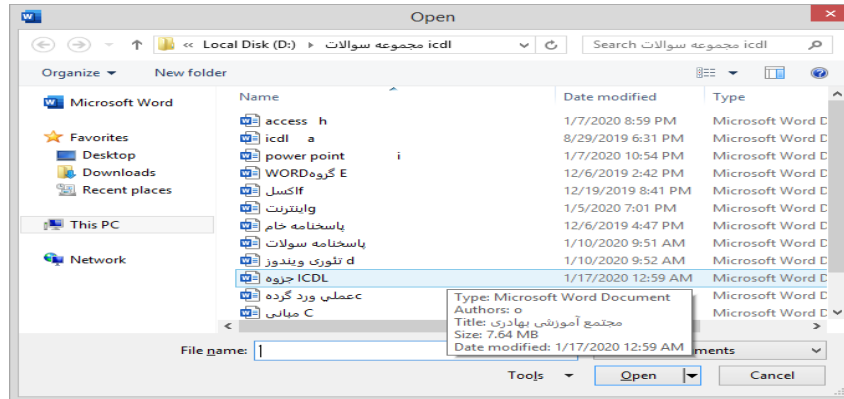 Open
« Local Disk (D:) ▸ مجموعه سوالات icdl
Search مجموعه سوالات icdl
Organize New folder
Microsoft Word
Favorites
Desktop
Downloads
Recent places
This PC
Network
Name Date modified Type
access h 1/7/2020 8:59 PM Microsoft Word D
icdl a 8/29/2019 6:31 PM Microsoft Word D
power point i 1/7/2020 10:54 PM Microsoft Word D
WORDگروه E 12/6/2019 2:42 PM Microsoft Word D
fاکسل 12/19/2019 8:41 PM Microsoft Word D
gاینترنت 1/5/2020 7:01 PM Microsoft Word D
پاسخنامه خام 12/6/2019 4:47 PM Microsoft Word D
پاسخنامه سولات 1/10/2020 9:51 AM Microsoft Word D
d تئوری ویندوز 1/10/2020 9:52 AM Microsoft Word D
جزوه ICDL 1/17/2020 12:59 AM Microsoft Word D
cعملي ورد گرده Microsoft Word D
C مبانی Microsoft Word D
Type: Microsoft Word Document
Authors: o
Title: مجتمع آموزشی بهادری
Size: 7.64 MB
Date modified: 1/17/2020 12:59 AM
File name: ments
Tools Open Cancel